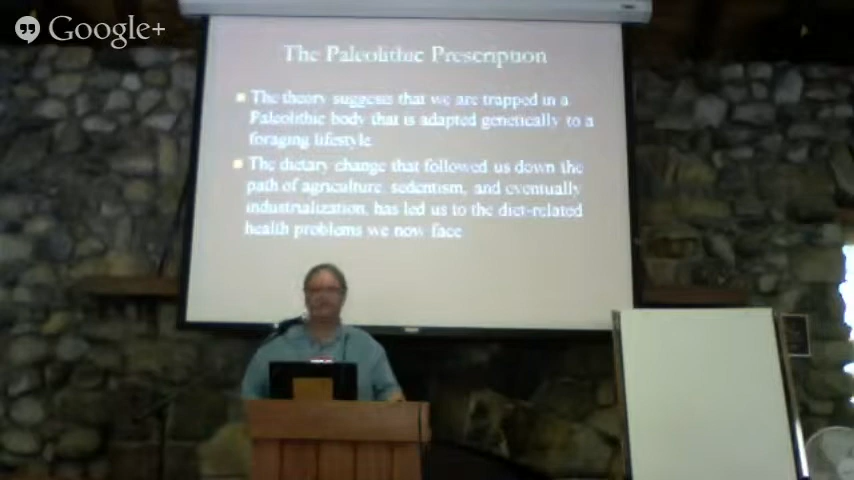 Google+
The Paleolithic Prescription
The theory suggests that we are trapped in a
Paleolithic body that is adapted genetically to a
foraging lifestyle.
The dietary change that followed us down the
path of agriculture, sedentism, and eventually
industrialization, has led us to the diet-related
health problems we now face